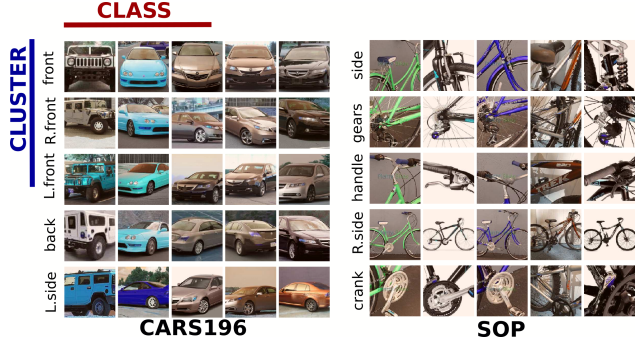 CLASS
CLUSTER
front
R.front
L.front
back
L.side
CARS196
side
gears
handle
R.side
crank
SOP